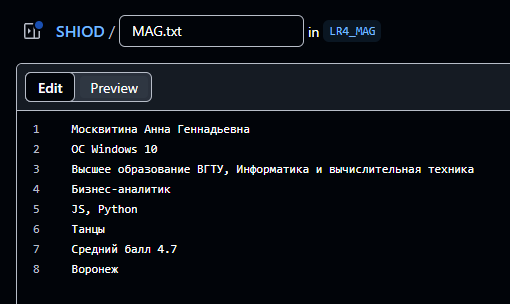 SHIOD / MAG.txt in LR4_MAG
Edit Preview
1 Москвитина Анна Геннадьевна
2 ОС Windows 10
3 Высшее образование ВГТУ, Информатика и вычислительная техника
4 Бизнес-аналитик
5 JS, Python
6 Танцы
7 Средний балл 4.7
8 Воронеж